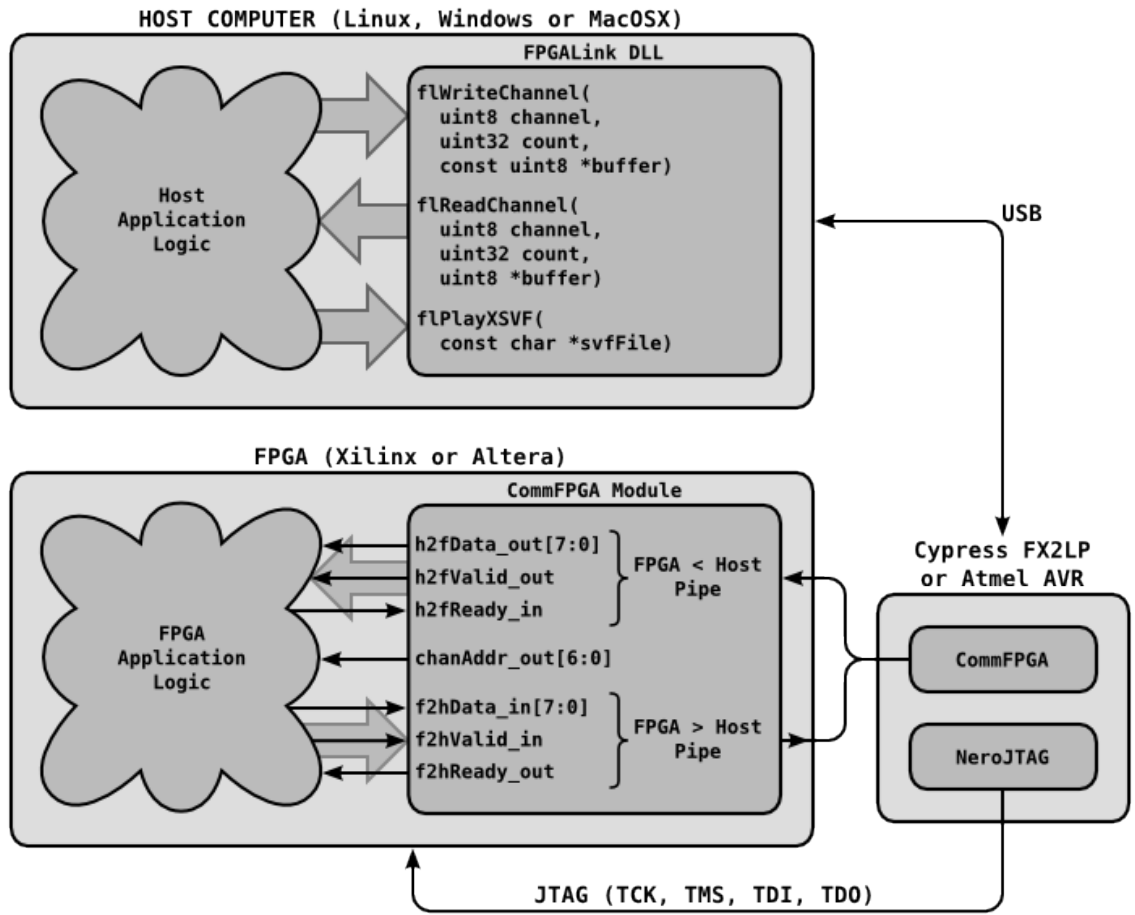 HOST COMPUTER (Linux, Windows or MacOSX)
FPGALink DLL
flWriteChannel(
uint8 channel,
uint32 count,
const uint8 *buffer)
Host
Application
Logic
flReadChannel(
uint8 channel,
uint32 count,
uint8 *buffer)
flPlayXSVF(
const char *svfFile)
USB
FPGA (Xilinx or Altera)
CommFPGA Module
h2fData_out[7:0]
h2fValid_out
h2fReady_in
FPGA < Host
Pipe
FPGA
Application
Logic
chanAddr_out[6:0]
f2hData_in[7:0]
f2hValid_in
f2hReady_out
FPGA > Host
Pipe
Cypress FX2LP
or Atmel AVR
CommFPGA
NeroJTAG
JTAG (TCK, TMS, TDI, TDO)